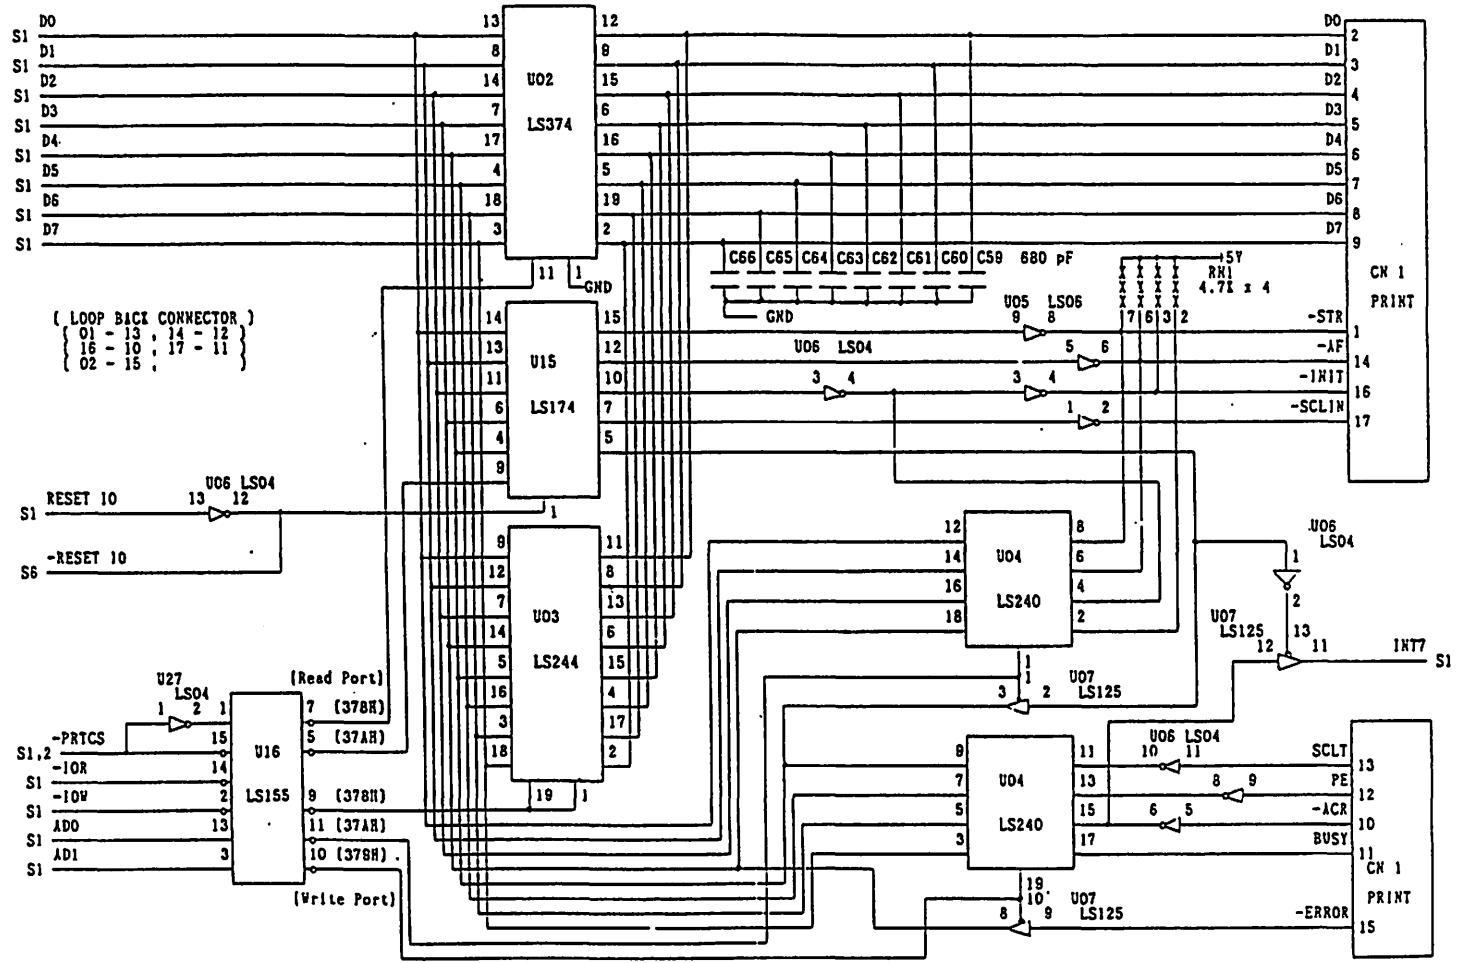 D0 13 12 D0
S1 2
D1 8 9 D1
S1 3
D2 14 U02 15 D2
S1 4
D3 7 6 D3
S1 LS374 5
D4 17 16 D4
S1 6
D5 4 5 D5
S1 7
D6 18 19 D6
S1 8
D7 3 2 D7
S1 9
C66 C65 C64 C63 C62 C61 C60 C59 680 pF +5V
11 1 GND RN1 4.7K x 4 CN 1
PRINT
GND
( LOOP BACK CONNECTOR )
( 01 - 13 , 14 - 12 )
( 16 - 10 , 17 - 11 )
( 02 - 15 , )
14 15 U05 LS06 9 8 7 6 3 2 -STR 1
13 U15 12 U06 LS04 5 6 -AF 14
11 10 3 4 3 4 -INIT 16
6 LS174 7 1 2 -SCLIN 17
4 5
9
U06 LS04
S1 RESET IO 13 12 1
-RESET IO
S6
9 11 12 8 U06 LS04
12 8 14 U04 6 1
7 U03 13 16 4 2
14 6 18 LS240 2 U07 LS125
5 LS244 15 12 13 11 INT7 S1
16 4 1
3 17 1 U07 LS125
18 2 3 2
19 1
U27 LS04 (Read Port)
1 2 1 7 (378H)
-PRTCS 15 U16 5 (37AH)
S1,2
-IOR 14
S1 LS155
-IOW 2 9 (378H)
S1
AD0 13 11 (37AH)
S1
AD1 3 10 (379H)
S1
(Write Port)
U06 LS04
9 11 10 11 SCLT 13
7 U04 13 8 9 PE 12
5 15 6 5 -ACK 10
3 LS240 17 BUSY 11
CN 1
PRINT
19
10 U07 LS125
8 9 -ERROR 15